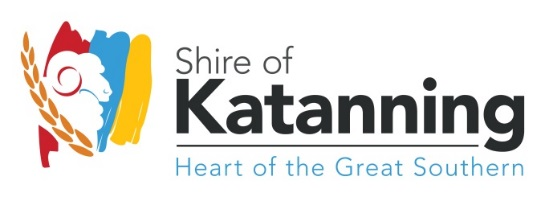 Shire of
Katanning
Heart of the Great Southern